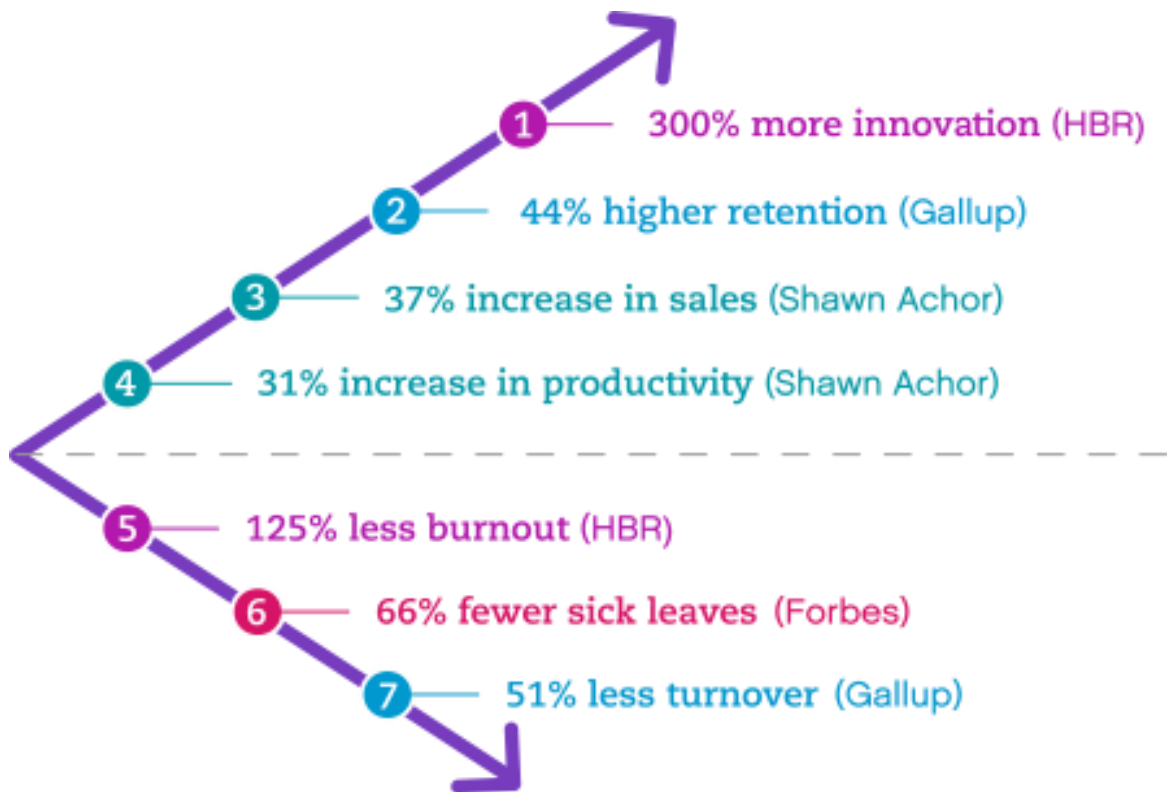 1 300% more innovation (HBR)
2 44% higher retention (Gallup)
3 37% increase in sales (Shawn Achor)
4 31% increase in productivity (Shawn Achor)
5 125% less burnout (HBR)
6 66% fewer sick leaves (Forbes)
7 51% less turnover (Gallup)